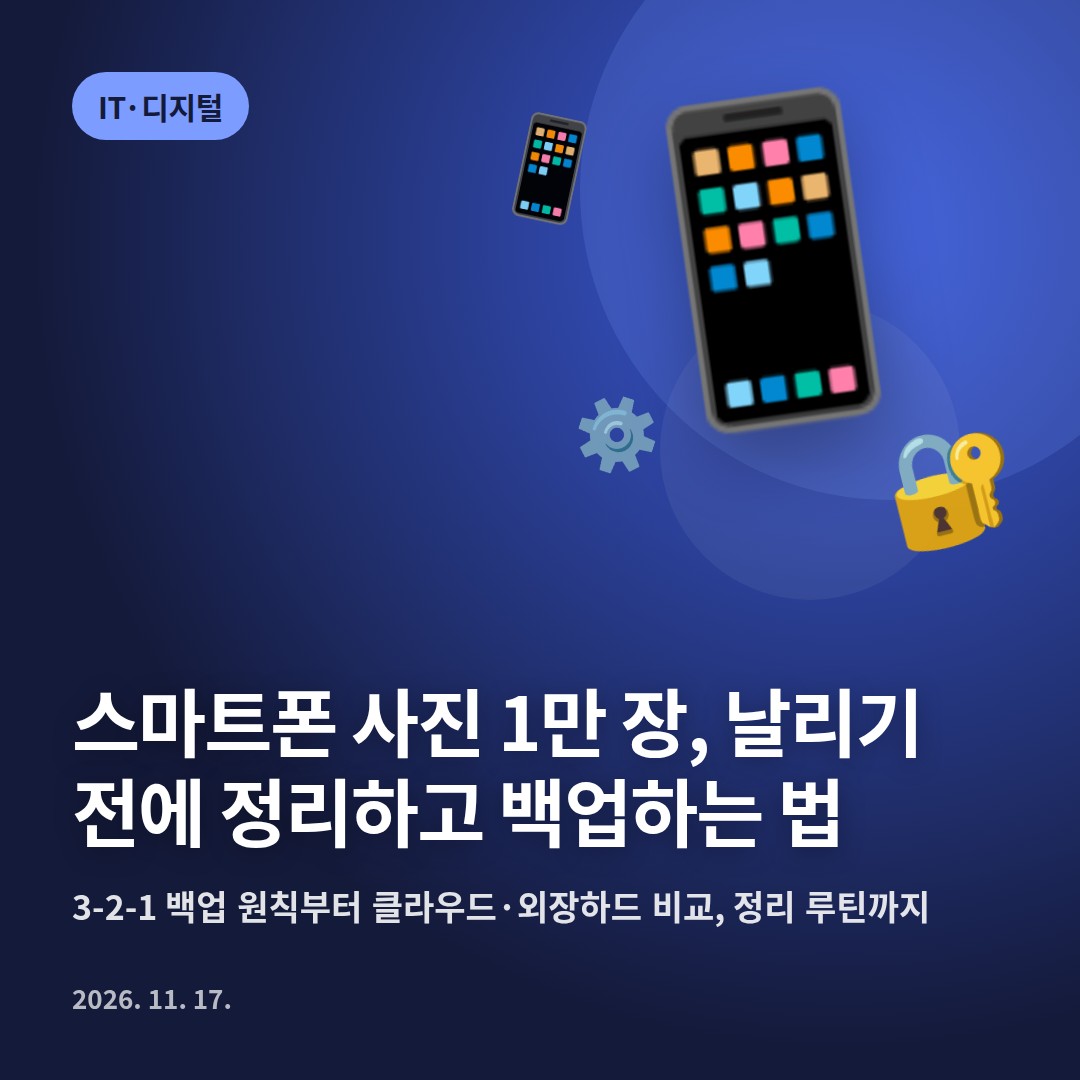 IT·디지털
스마트폰 사진 1만 장, 날리기
전에 정리하고 백업하는 법
3-2-1 백업 원칙부터 클라우드·외장하드 비교, 정리 루틴까지
2026. 11. 17.